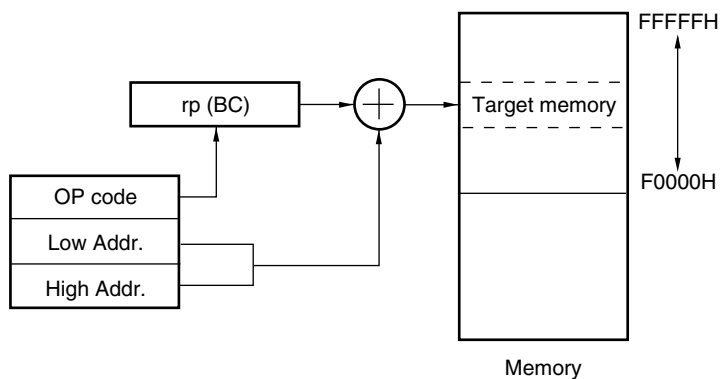 FFFFFH
rp (BC)
Target memory
OP code
F0000H
Low Addr.
High Addr.
Memory